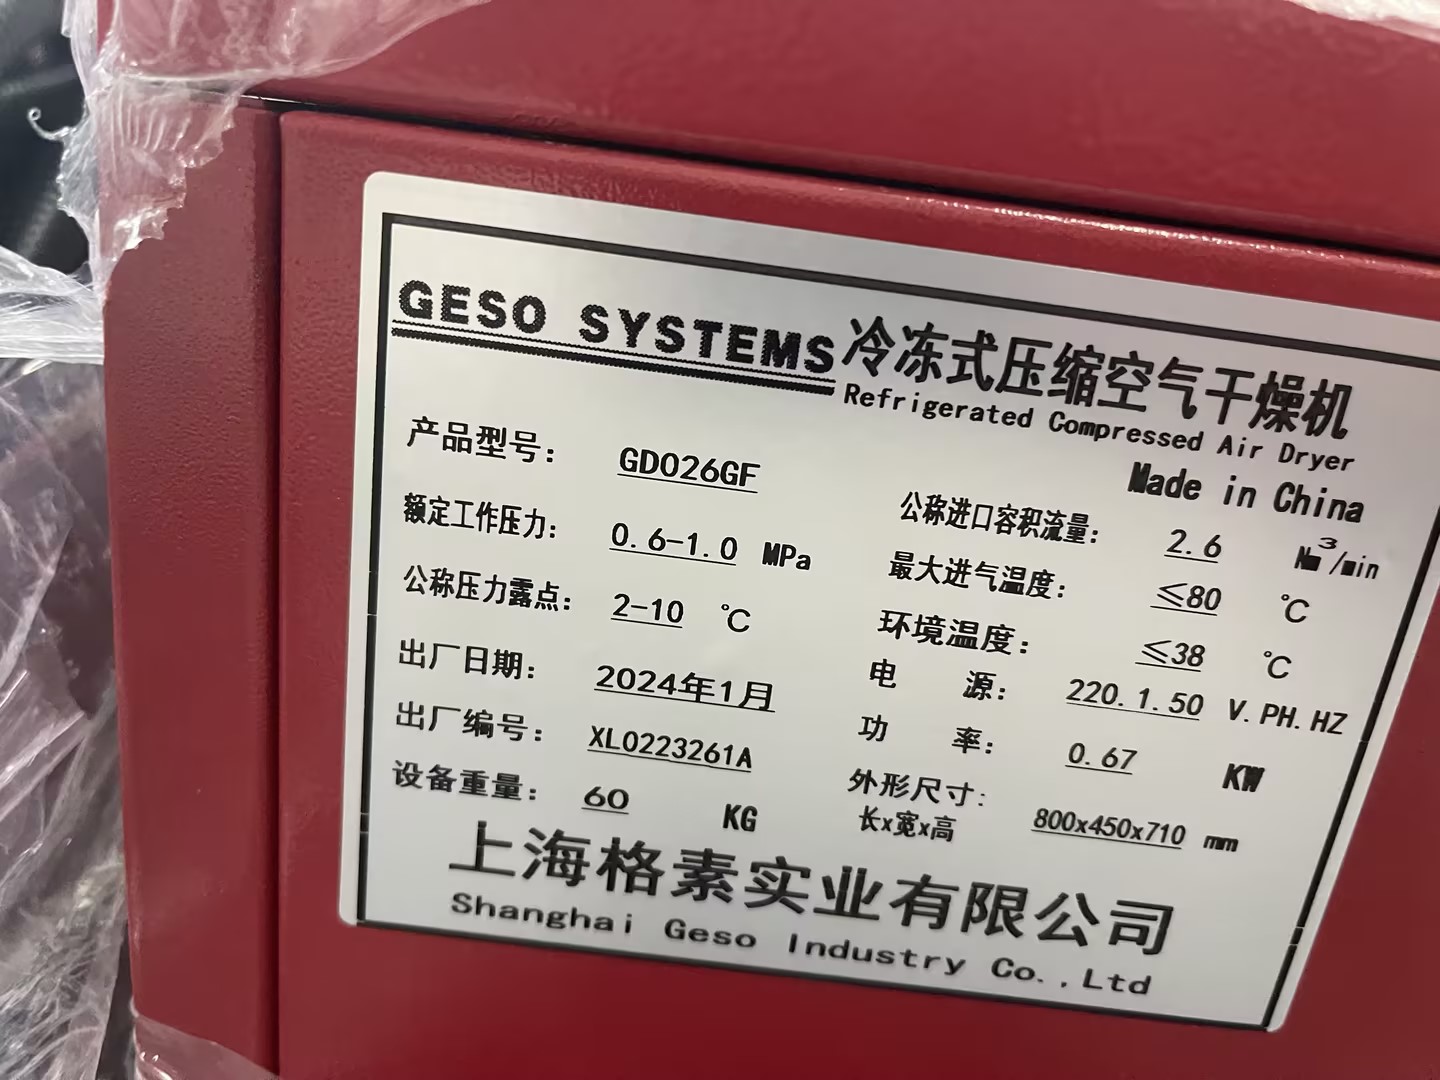 GESO SYSTEMS 冷冻式压缩空气干燥机
Refrigerated Compressed Air Dryer
Made in China
产品型号: GD026GF
额定工作压力: 0.6-1.0 MPa
公称压力露点: 2-10 ℃
出厂日期: 2024年1月
出厂编号: XL0223261A
设备重量: 60 KG
公称进口容积流量: 2.6 Nm³/min
最大进气温度: ≤80 ℃
环境温度: ≤38 ℃
电 源: 220.1.50 V.PH.HZ
功 率: 0.67 KW
外形尺寸:
长x宽x高 800x450x710 mm
上海格素实业有限公司
Shanghai Geso Industry Co.,Ltd